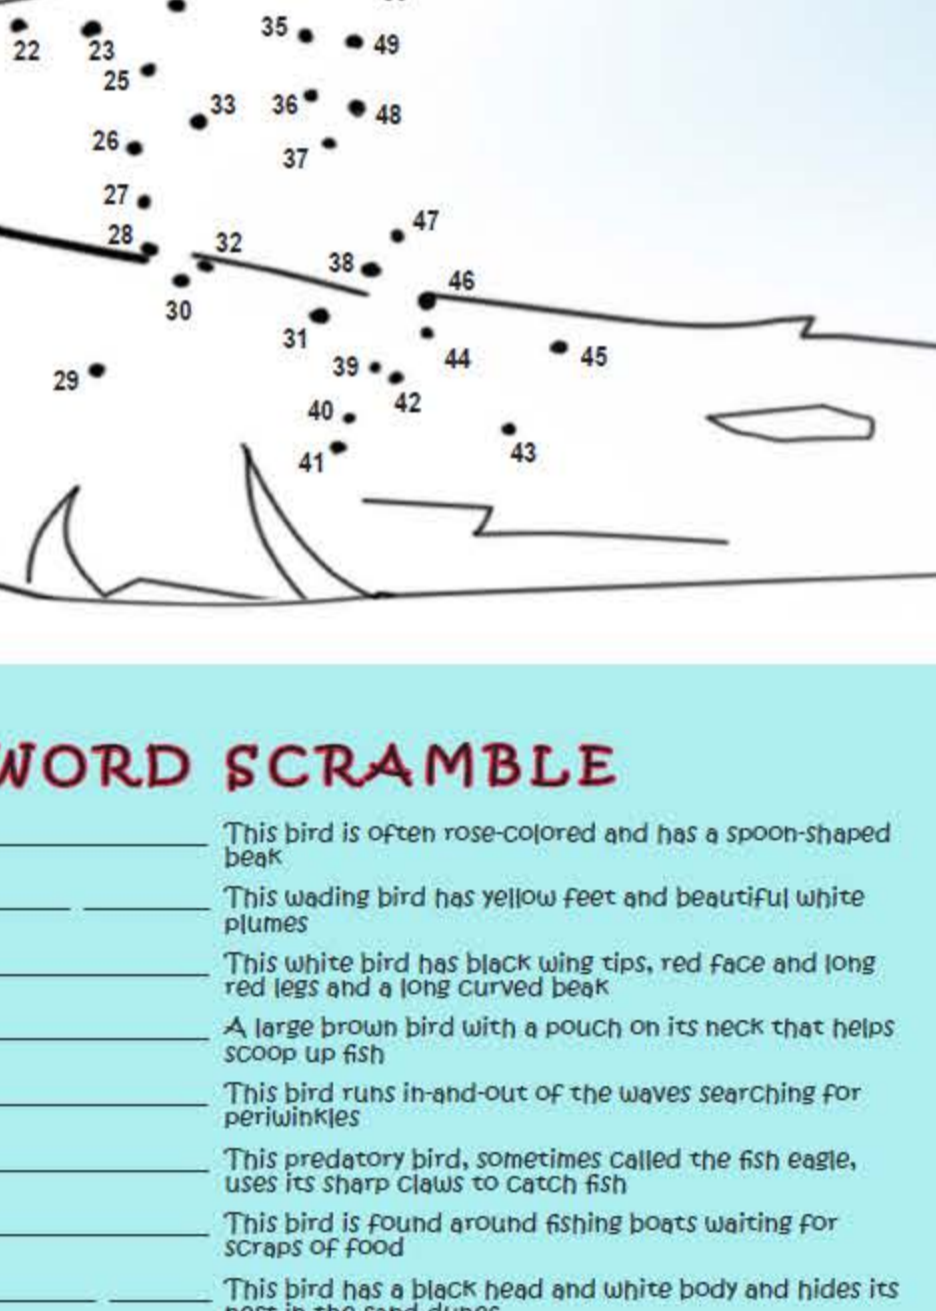 35
49
22
23
25
33
36
48
26
37
27
47
28
32
38
46
30
31
44
45
39
29
42
40
43
41
WORD SCRAMBLE
This bird is often rose-colored and has a spoon-shaped
beak
This wading bird has yellow feet and beautiful white
plumes
This white bird has black wing tips, red face and long
red legs and a long curved beak
A large brown bird with a pouch on its neck that helps
scoop up fish
This bird runs in-and-out of the waves searching for
periwinkles
This predatory bird, sometimes called the fish eagle,
uses its sharp claws to catch fish
This bird is found around fishing boats waiting for
scraps of food
This bird has a black head and white body and hides its
nest in the sand dunes